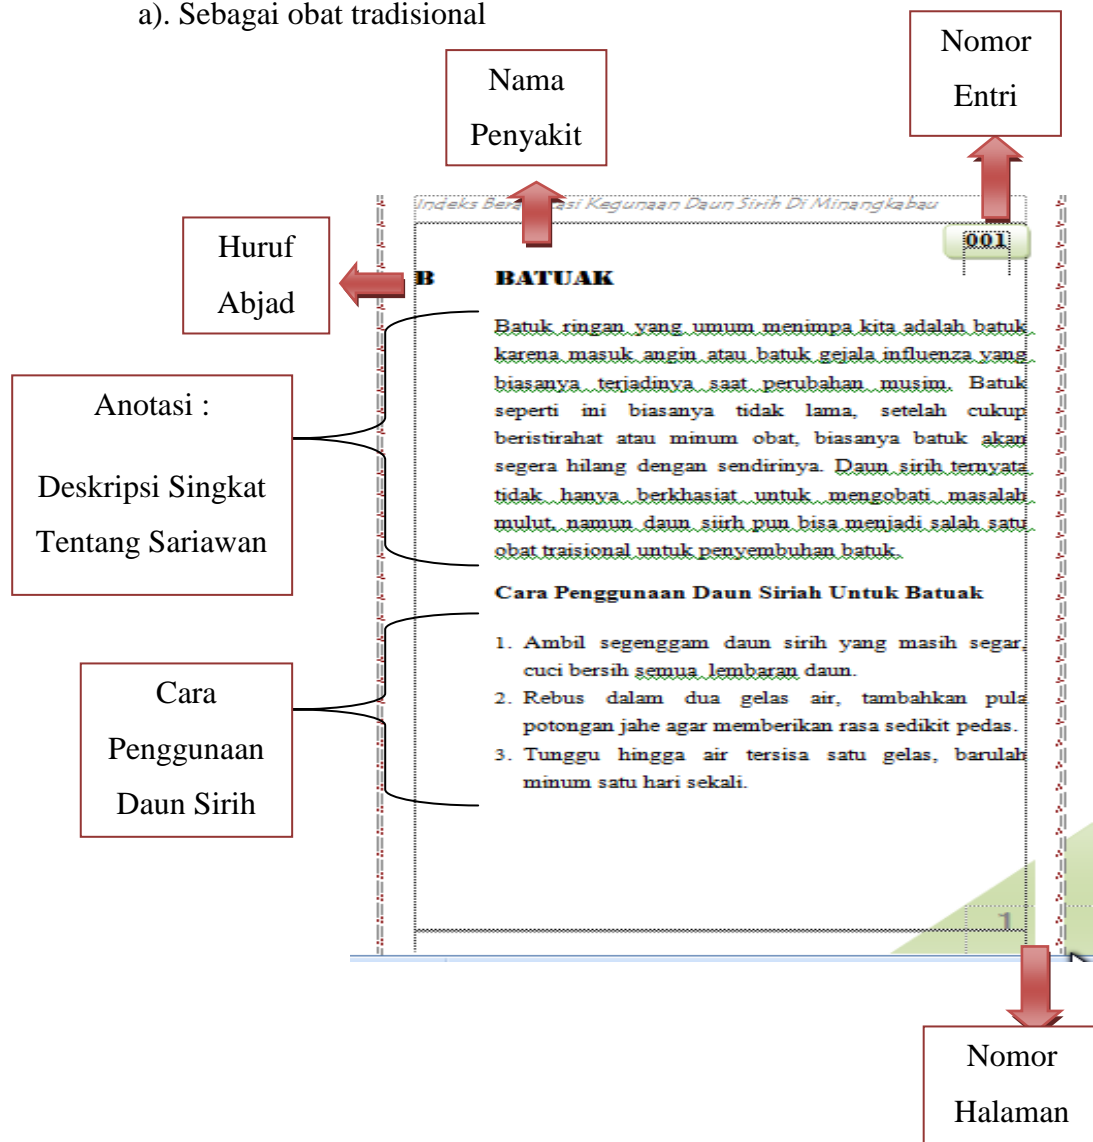 a). Sebagai obat tradisional
Nomor
Entri
Nama
Penyakit
Indeks Ber si Kegunaan Daun Sirih Di Minangkabau
001
Huruf
Abjad
B BATUAK
Batuk ringan yang umum menimpa kita adalah batuk
karena masuk angin atau batuk gejala influenza yang
biasanya terjadinya saat perubahan musim. Batuk
seperti ini biasanya tidak lama, setelah cukup
beristirahat atau minum obat, biasanya batuk akan
segera hilang dengan sendirinya. Daun sirih ternyata
tidak hanya berkhasiat untuk mengobati masalah
mulut, namun daun siirh pun bisa menjadi salah satu
obat traisional untuk penyembuhan batuk.
Anotasi :
Deskripsi Singkat
Tentang Sariawan
Cara Penggunaan Daun Siriah Untuk Batuak
1. Ambil segenggam daun sirih yang masih segar,
cuci bersih semua lembaran daun.
2. Rebus dalam dua gelas air, tambahkan pula
potongan jahe agar memberikan rasa sedikit pedas.
3. Tunggu hingga air tersisa satu gelas, barulah
minum satu hari sekali.
Cara
Penggunaan
Daun Sirih
1
Nomor
Halaman